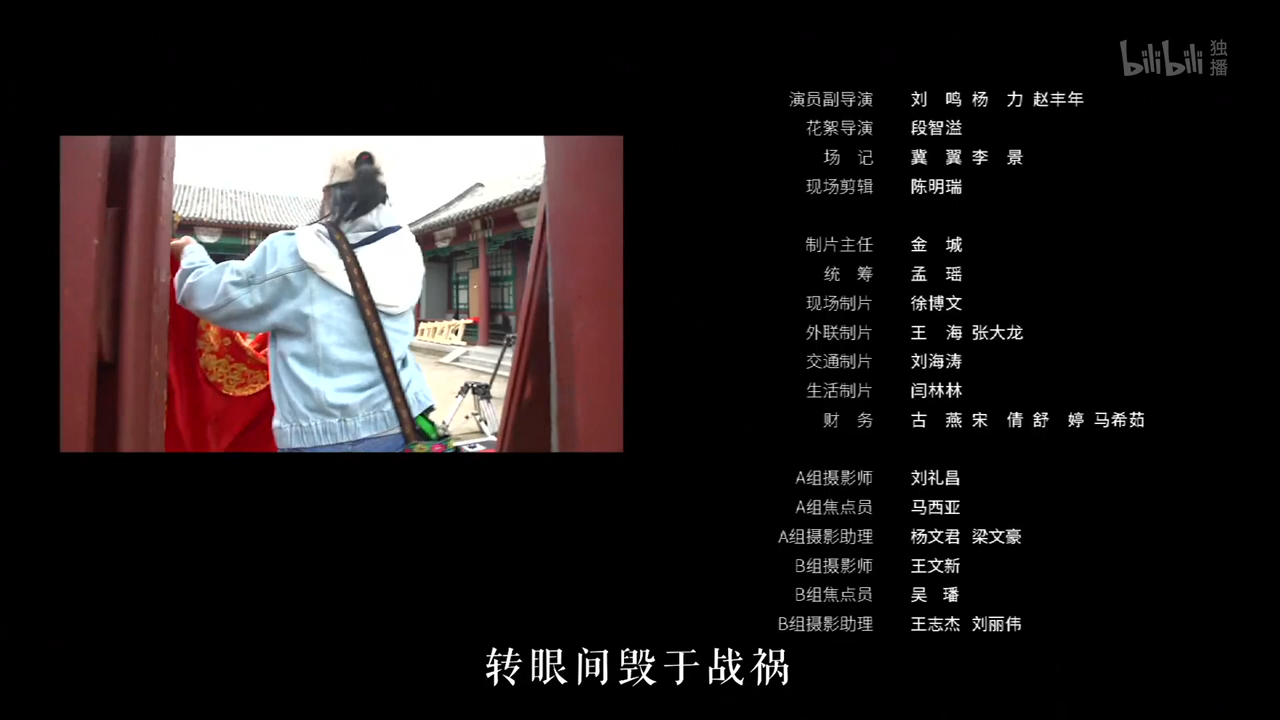 bilibili 独播
演员副导演 刘 鸣 杨 力 赵丰年
花絮导演 段智溢
场 记 冀 翼 李 景
现场剪辑 陈明瑞
制片主任 金 城
统 筹 孟 瑶
现场制片 徐博文
外联制片 王 海 张大龙
交通制片 刘海涛
生活制片 闫林林
财 务 古 燕 宋 倩 舒 婷 马希茹
A组摄影师 刘礼昌
A组焦点员 马西亚
A组摄影助理 杨文君 梁文豪
B组摄影师 王文新
B组焦点员 吴 璠
B组摄影助理 王志杰 刘丽伟
转眼间毁于战祸